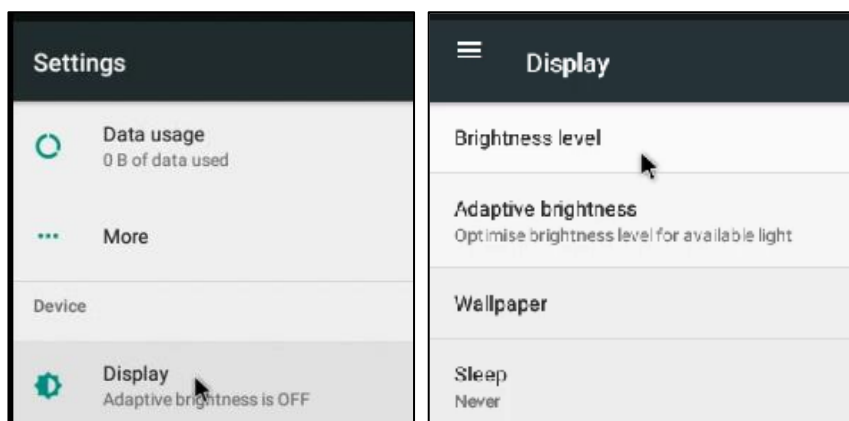 Settings
Data usage
0 B of data used
More
Device
Display
Adaptive brightness is OFF
Display
Brightness level
Adaptive brightness
Optimise brightness level for available light
Wallpaper
Sleep
Never